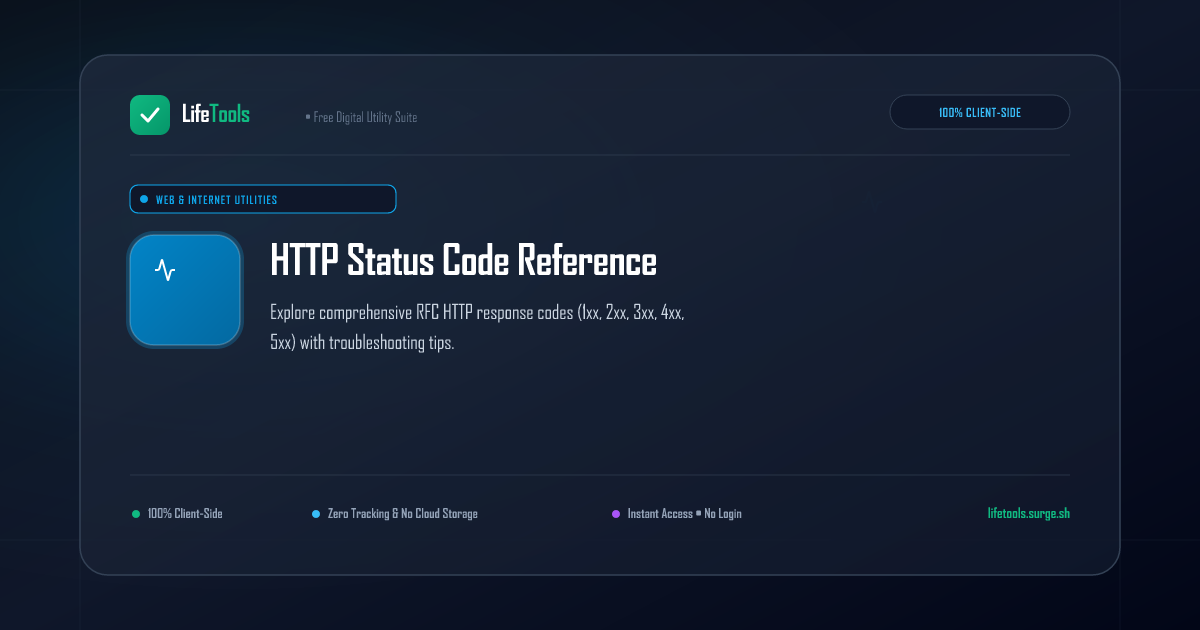 LifeTools
▪ Free Digital Utility Suite
100% CLIENT-SIDE
WEB & INTERNET UTILITIES
HTTP Status Code Reference
Explore comprehensive RFC HTTP response codes (1xx, 2xx, 3xx, 4xx,
5xx) with troubleshooting tips.
100% Client-Side
Zero Tracking & No Cloud Storage
Instant Access ▪ No Login
lifetools.surge.sh